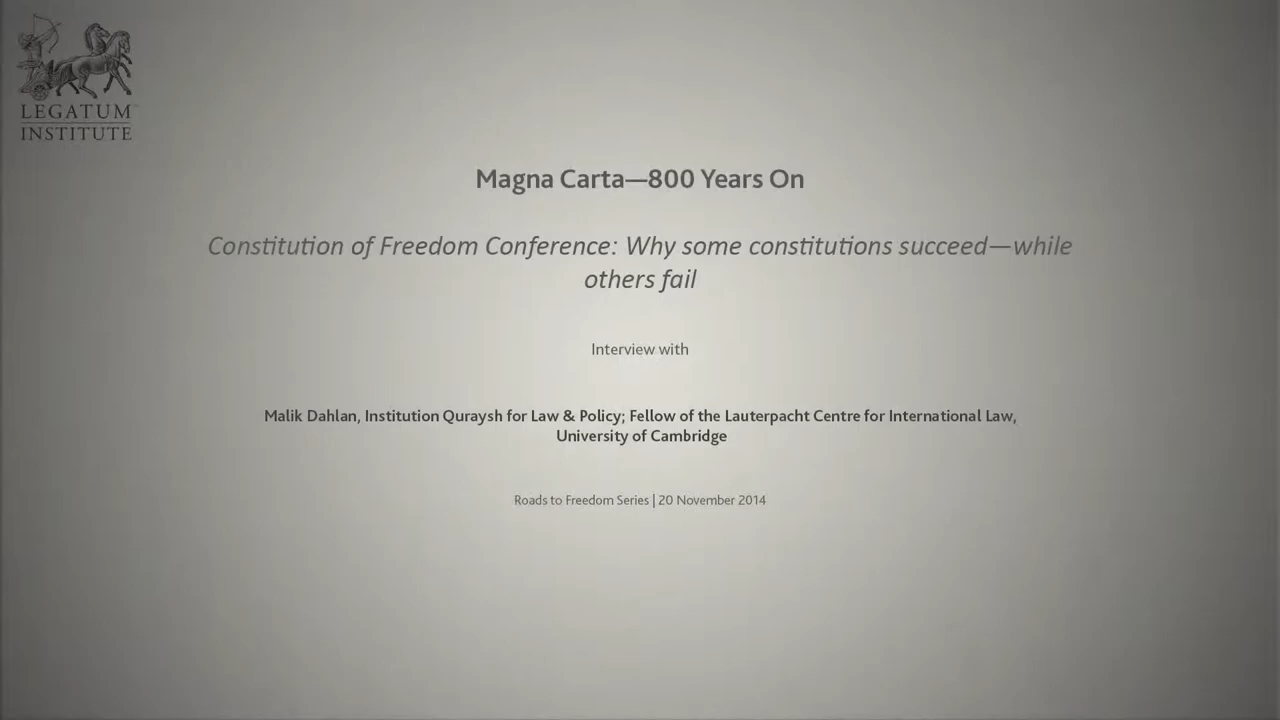 LEGATUM
INSTITUTE
Magna Carta—800 Years On
Constitution of Freedom Conference: Why some constitutions succeed—while
others fail
Interview with
Malik Dahlan, Institution Quraysh for Law & Policy; Fellow of the Lauterpacht Centre for International Law,
University of Cambridge
Roads to Freedom Series | 20 November 2014